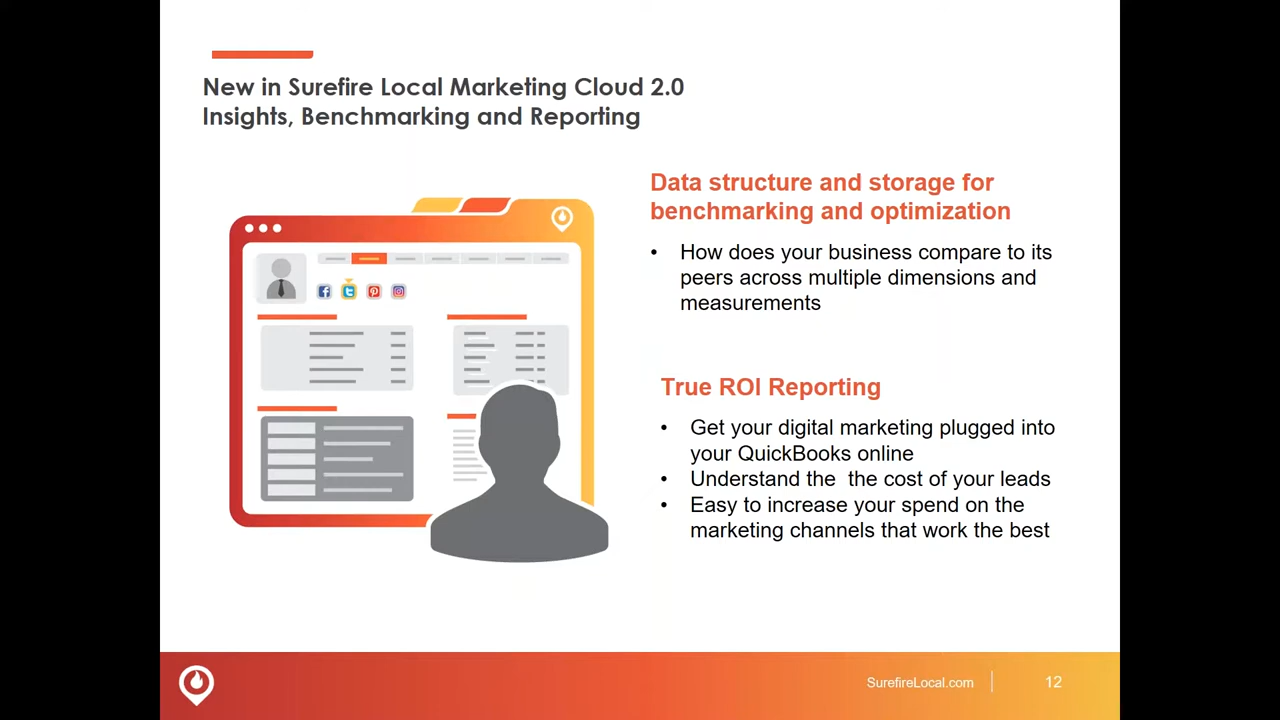 New in Surefire Local Marketing Cloud 2.0
Insights, Benchmarking and Reporting
Data structure and storage for
benchmarking and optimization
• How does your business compare to its
peers across multiple dimensions and
measurements
True ROI Reporting
• Get your digital marketing plugged into
your QuickBooks online
• Understand the  the cost of your leads
• Easy to increase your spend on the
marketing channels that work the best
SurefireLocal.com
12